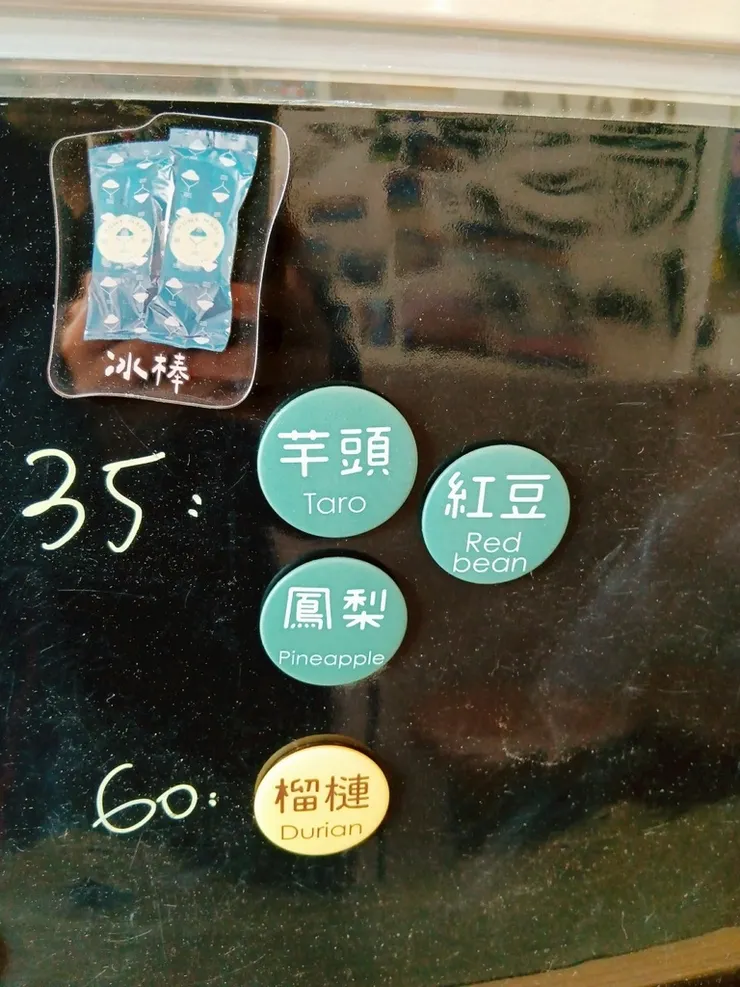 冰棒
35:
芋頭
Taro
紅豆
Red
bean
鳳梨
Pineapple
60:
榴槤
Durian